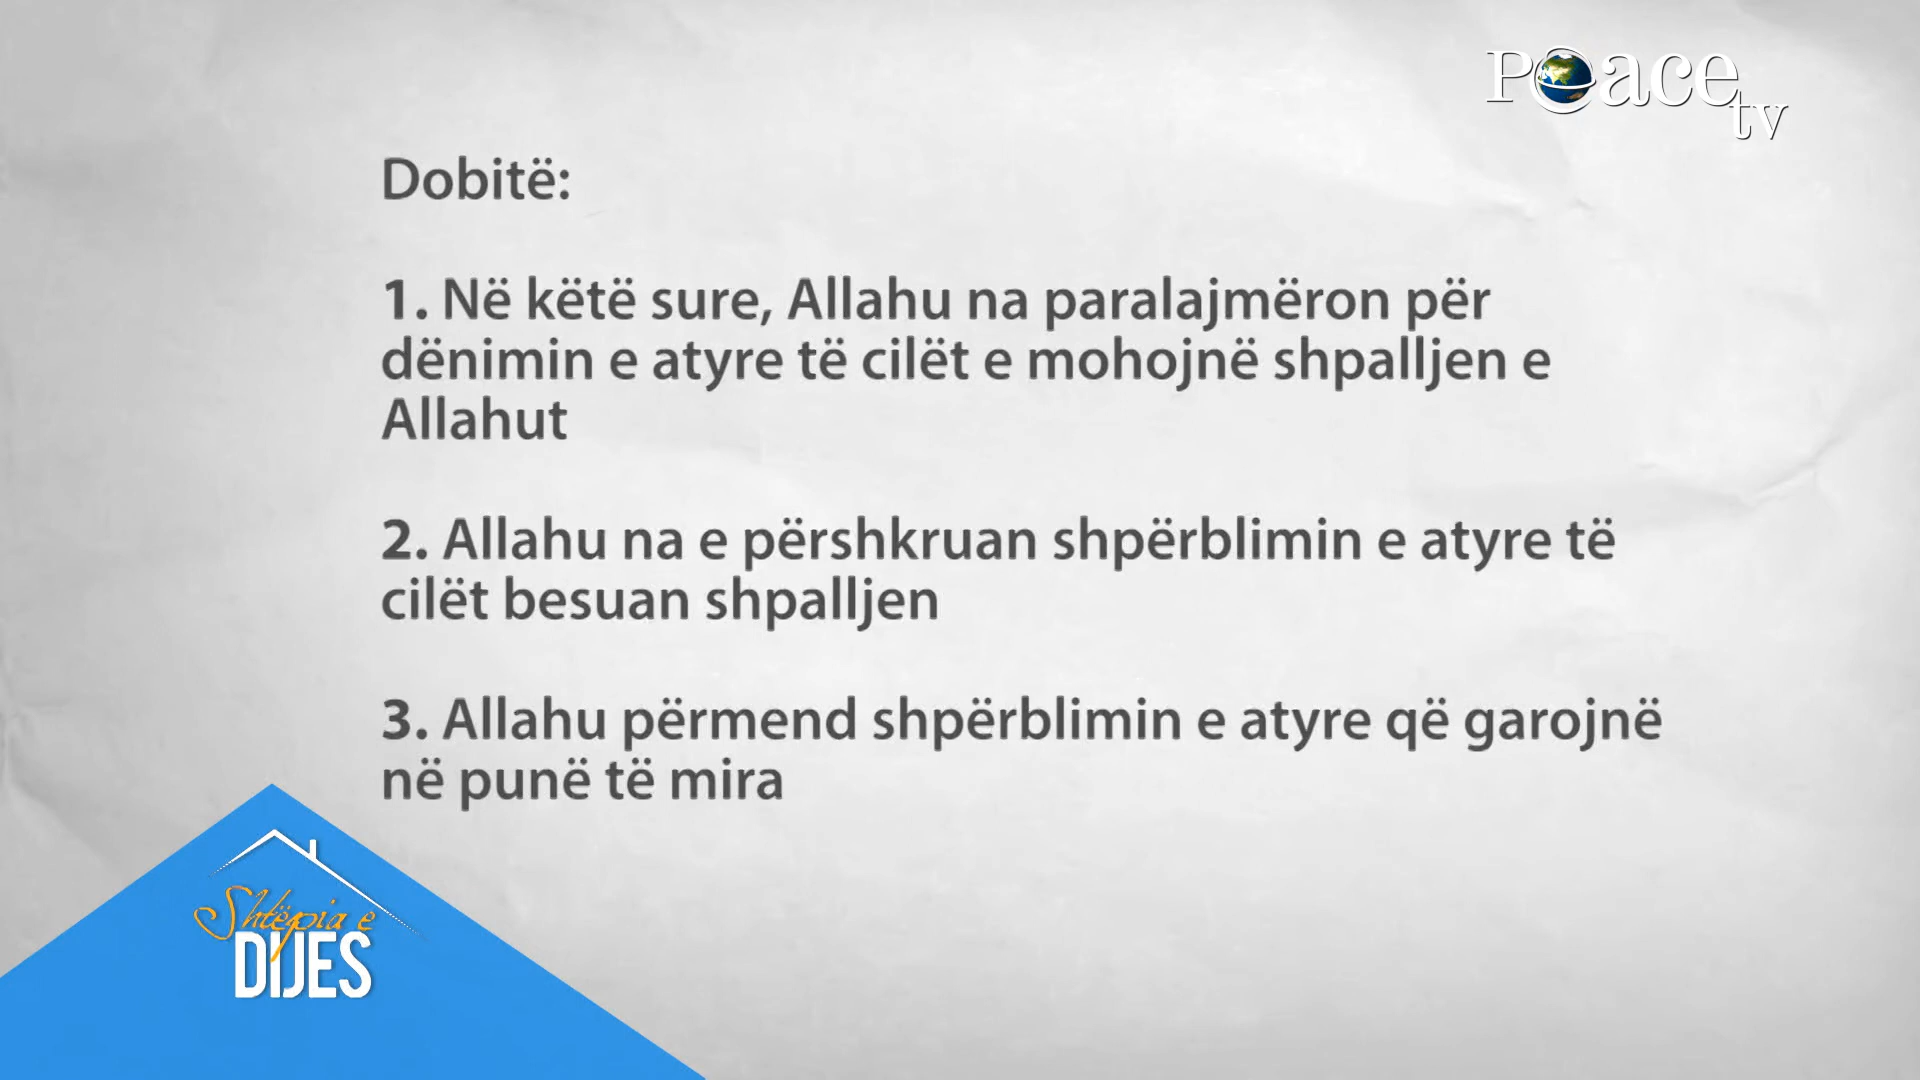 Peace
tv
Dobitë:
1. Në këtë sure, Allahu na paralajmëron për
dënimin e atyre të cilët e mohojnë shpalljen e
Allahut
2. Allahu na e përshkruan shpërblimin e atyre të
cilët besuan shpalljen
3. Allahu përmend shpërblimin e atyre që garojnë
në punë të mira
Shtëpia e
DIJES